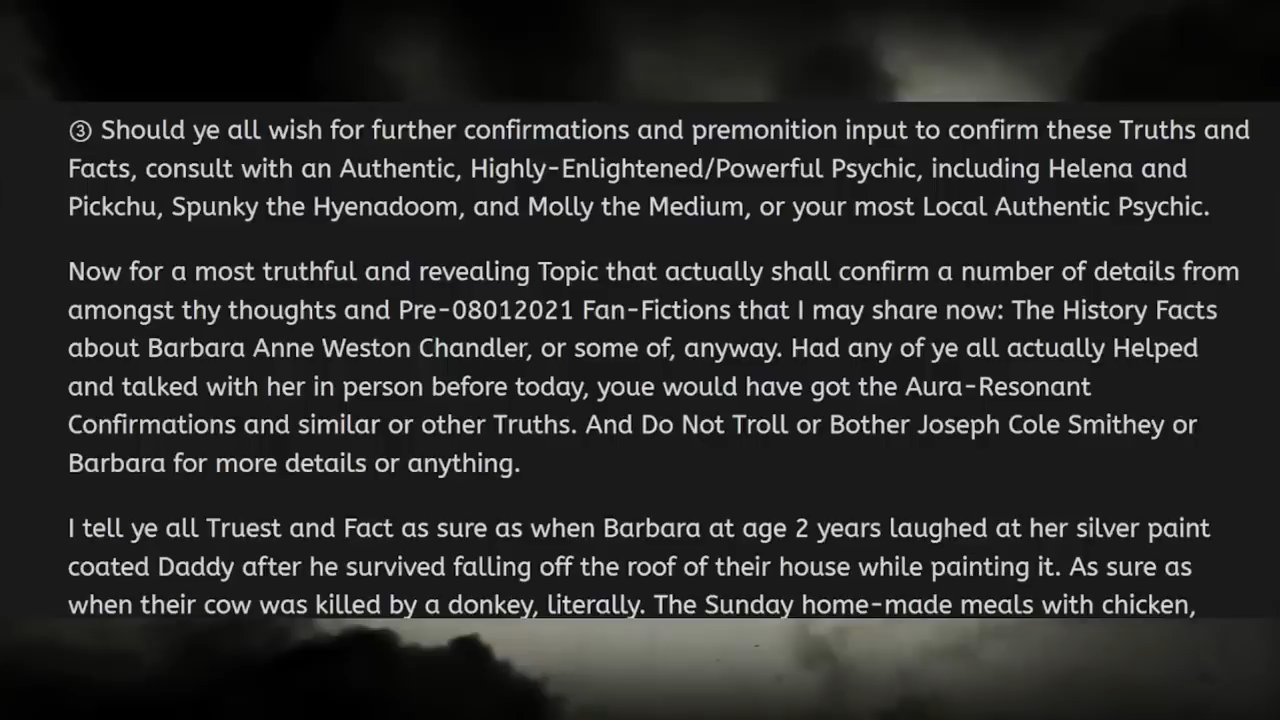 ③ Should ye all wish for further confirmations and premonition input to confirm these Truths and
Facts, consult with an Authentic, Highly-Enlightened/Powerful Psychic, including Helena and
Pickchu, Spunky the Hyenadoom, and Molly the Medium, or your most Local Authentic Psychic.
Now for a most truthful and revealing Topic that actually shall confirm a number of details from
amongst thy thoughts and Pre-08012021 Fan-Fictions that I may share now: The History Facts
about Barbara Anne Weston Chandler, or some of, anyway. Had any of ye all actually Helped
and talked with her in person before today, youe would have got the Aura-Resonant
Confirmations and similar or other Truths. And Do Not Troll or Bother Joseph Cole Smithey or
Barbara for more details or anything.
I tell ye all Truest and Fact as sure as when Barbara at age 2 years laughed at her silver paint
coated Daddy after he survived falling off the roof of their house while painting it. As sure as
when their cow was killed by a donkey, literally. The Sunday home-made meals with chicken,